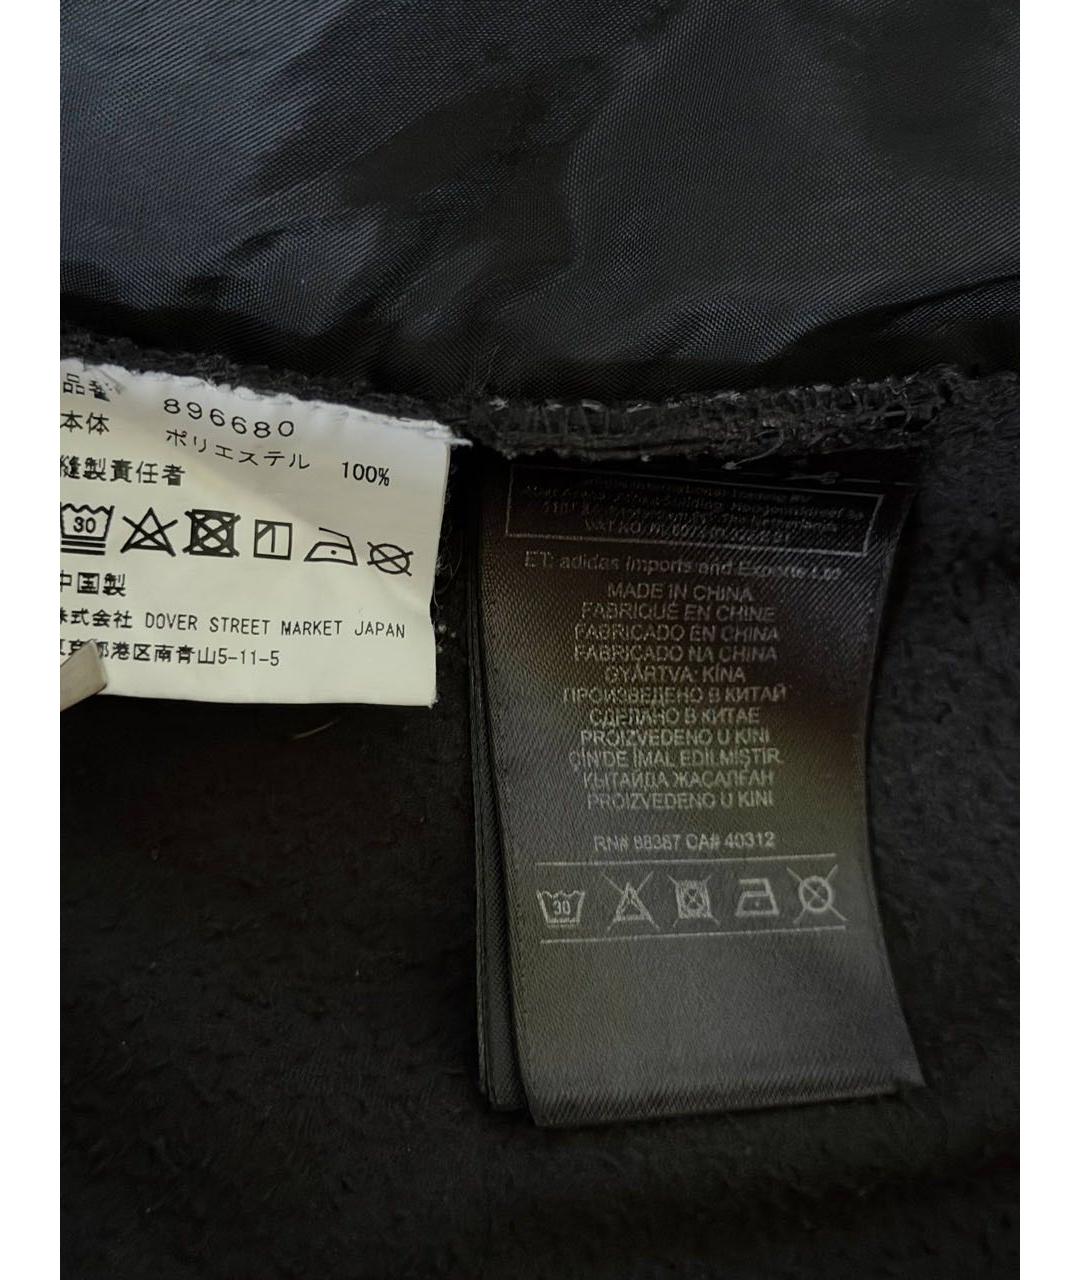 品番 896680
本体 ポリエステル 100%
縫製責任者
30
中国製
株式会社 DOVER STREET MARKET JAPAN
東京都港区南青山5-11-5
ET: adidas Imports and Exports Ltd
MADE IN CHINA
FABRIQUÉ EN CHINE
FABRICADO EN CHINA
FABRICADO NA CHINA
GYÁRTVA: KÍNA
ПРОИЗВЕДЕНО В КИТАЙ
СДЕЛАНО В КИТАЕ
PROIZVEDENO U KINI
ÇİN'DE İMAL EDİLMİŞTİR
ҚЫТАЙДА ЖАСАЛҒАН
PROIZVEDENO U KINI
RN# 88387 CA# 40312
30